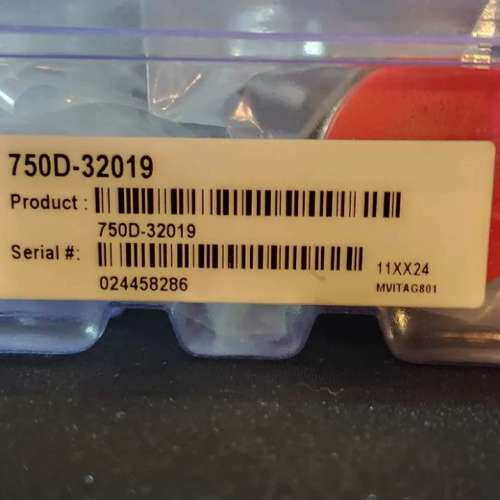 750D-32019
Product :
750D-32019
Serial #:
024458286
11XX24
MVITAG801